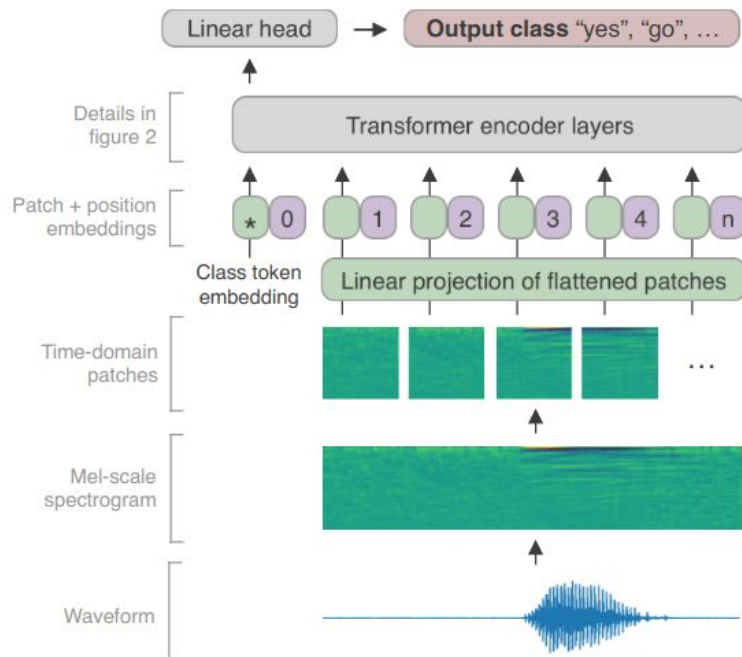 Linear head
Output class “yes”, “go”, ...
Details in
figure 2
Transformer encoder layers
Patch + position
embeddings
* 0 1 2 3 4 n
Class token
embedding
Linear projection of flattened patches
Time-domain
patches
...
Mel-scale
spectrogram
Waveform